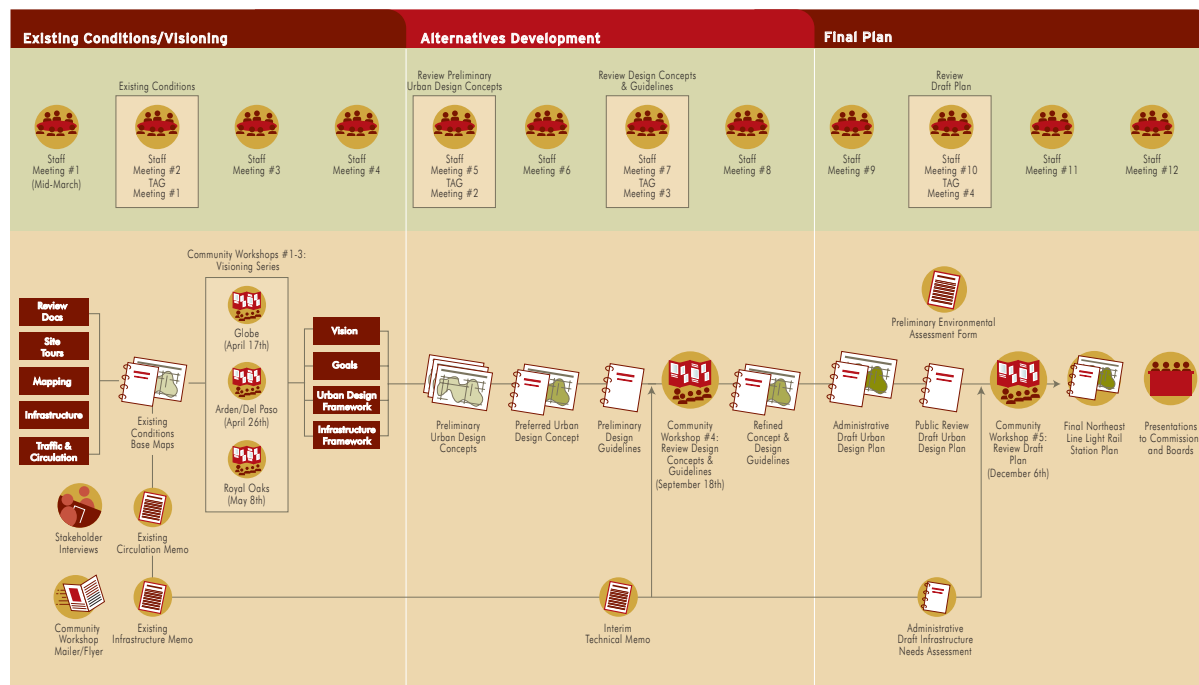 Existing Conditions/Visioning
Alternatives Development
Final Plan
Existing Conditions
Review Preliminary
Urban Design Concepts
Review Design Concepts
& Guidelines
Review
Draft Plan
Staff
Meeting #1
(Mid-March)
Staff
Meeting #2
TAG
Meeting #1
Staff
Meeting #3
Staff
Meeting #4
Staff
Meeting #5
TAG
Meeting #2
Staff
Meeting #6
Staff
Meeting #7
TAG
Meeting #3
Staff
Meeting #8
Staff
Meeting #9
Staff
Meeting #10
TAG
Meeting #4
Staff
Meeting #11
Staff
Meeting #12
Community Workshops #1-3:
Visioning Series
Review
Docs
Site
Tours
Mapping
Infrastructure
Traffic &
Circulation
Existing
Conditions
Base Maps
Globe
(April 17th)
Arden/Del Paso
(April 26th)
Royal Oaks
(May 8th)
Vision
Goals
Urban Design
Framework
Infrastructure
Framework
Preliminary
Urban Design
Concepts
Preferred Urban
Design Concept
Preliminary
Design
Guidelines
Community
Workshop #4:
Review Design
Concepts &
Guidelines
(September 18th)
Refined
Concept &
Design
Guidelines
Preliminary Environmental
Assessment Form
Administrative
Draft Urban
Design Plan
Public Review
Draft Urban
Design Plan
Community
Workshop #5:
Review Draft
Plan
(December 6th)
Final Northeast
Line Light Rail
Station Plan
Presentations
to Commissions
and Boards
Stakeholder
Interviews
Existing
Circulation Memo
Community
Workshop
Mailer/Flyer
Existing
Infrastructure Memo
Interim
Technical Memo
Administrative
Draft Infrastructure
Needs Assessment